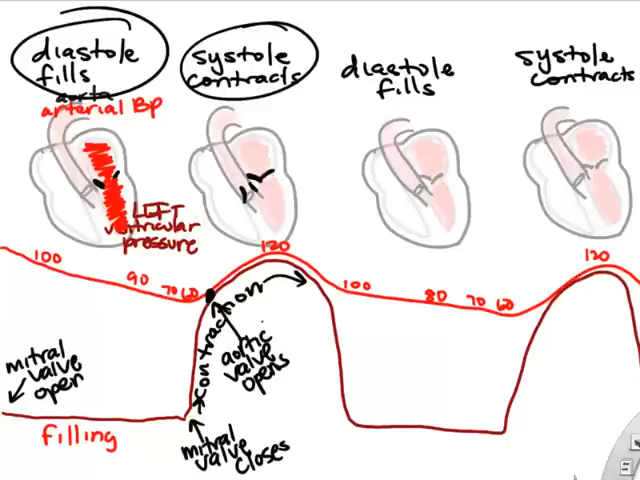 diastole
fills
aorta
arterial BP
systole
contracts
diastole
fills
systole
contracts
LEFT
ventricular
pressure
100
90
70 60
120
100
80
70
60
120
contraction
aortic
valve
opens
mitral
valve
open
filling
mitral
valve
closes